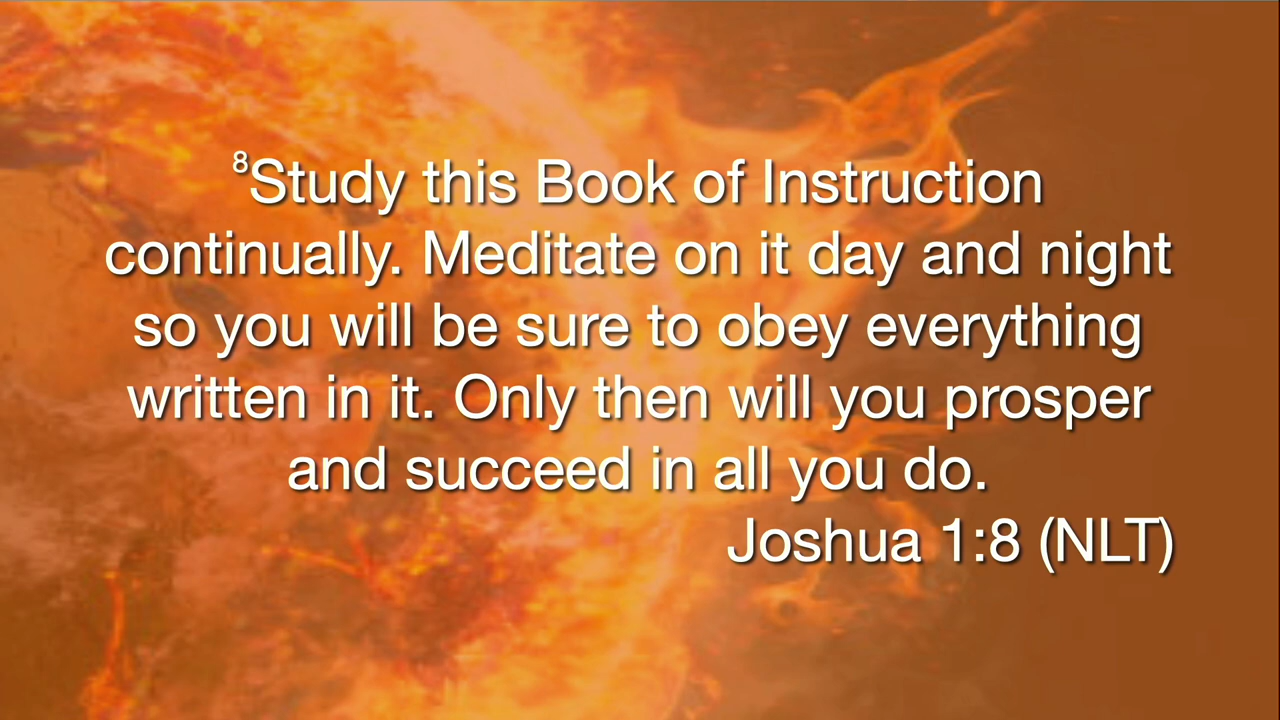 ⁸Study this Book of Instruction
continually. Meditate on it day and night
so you will be sure to obey everything
written in it. Only then will you prosper
and succeed in all you do.
Joshua 1:8 (NLT)